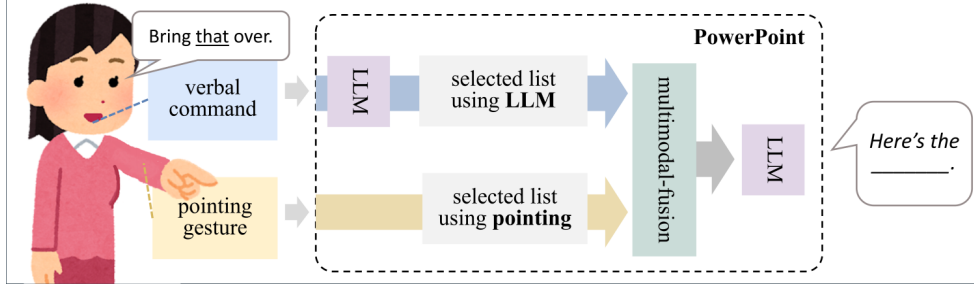 Bring that over.
PowerPoint
verbal
command
LLM
selected list
using LLM
multimodal-fusion
LLM
Here's the
________.
pointing
gesture
selected list
using pointing